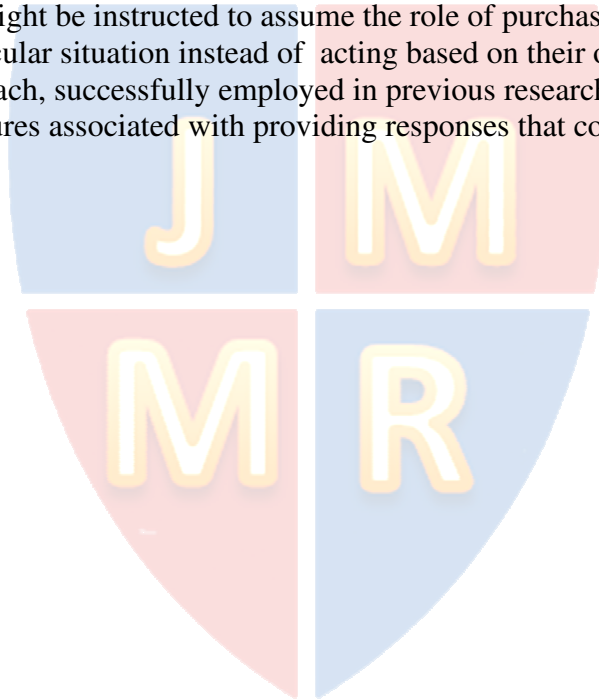 ight be instructed to assume the role of purchas
cular situation instead of acting based on their o
ach, successfully employed in previous research
ures associated with providing responses that co
J M
M R